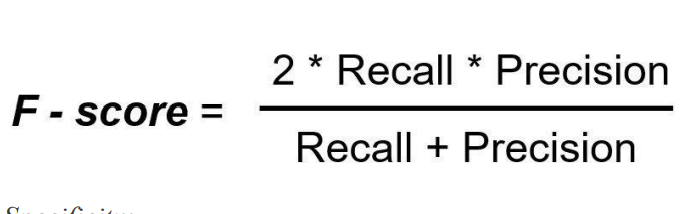 2 * Recall * Precision
F - score =
Recall + Precision